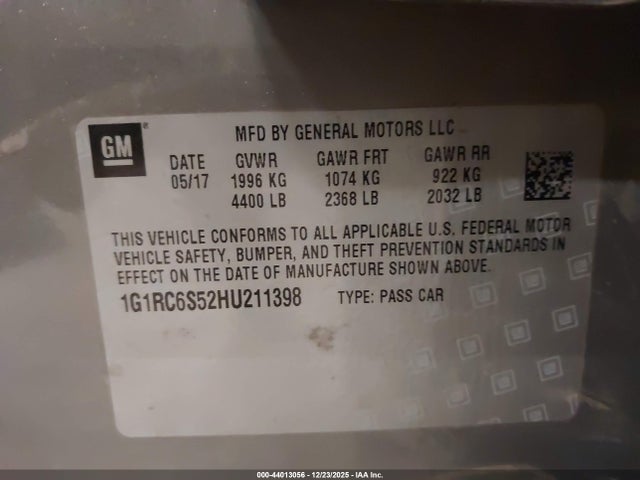 GM
MFD BY GENERAL MOTORS LLC
DATE GVWR GAWR FRT GAWR RR
05/17 1996 KG 1074 KG 922 KG
4400 LB 2368 LB 2032 LB
THIS VEHICLE CONFORMS TO ALL APPLICABLE U.S. FEDERAL MOTOR
VEHICLE SAFETY, BUMPER, AND THEFT PREVENTION STANDARDS IN
EFFECT ON THE DATE OF MANUFACTURE SHOWN ABOVE.
1G1RC6S52HU211398 TYPE: PASS CAR
000-44013056 - 12/23/2025 - IAA Inc.